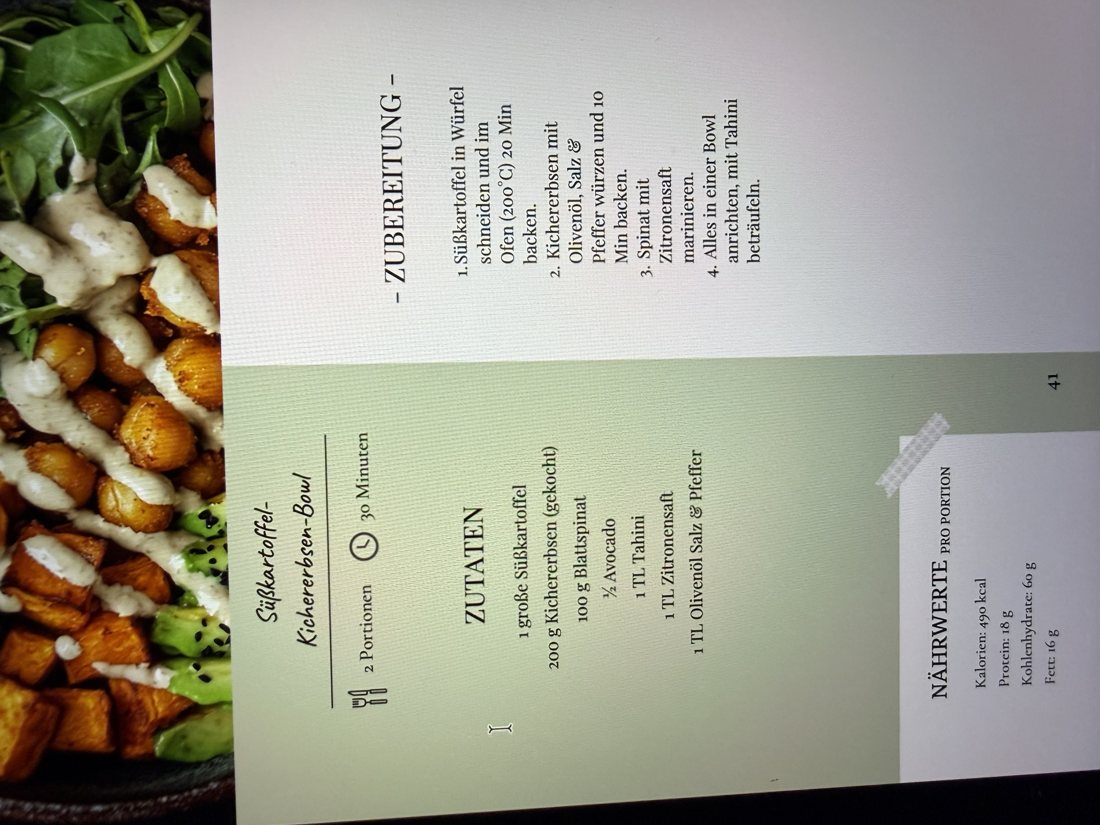 Süßkartoffel-
Kichererbsen-Bowl
2 Portionen 30 Minuten
ZUTATEN
1 große Süßkartoffel
200 g Kichererbsen (gekocht)
100 g Blattspinat
½ Avocado
1 TL Tahini
1 TL Zitronensaft
1 TL Olivenöl Salz & Pfeffer
NÄHRWERTE PRO PORTION
Kalorien: 490 kcal
Protein: 18 g
Kohlenhydrate: 60 g
Fett: 16 g
41
- ZUBEREITUNG -
1. Süßkartoffel in Würfel
schneiden und im
Ofen (200°C) 20 Min
backen.
2. Kichererbsen mit
Olivenöl, Salz &
Pfeffer würzen und 10
Min backen.
3. Spinat mit
Zitronensaft
marinieren.
4. Alles in einer Bowl
anrichten, mit Tahini
beträufeln.